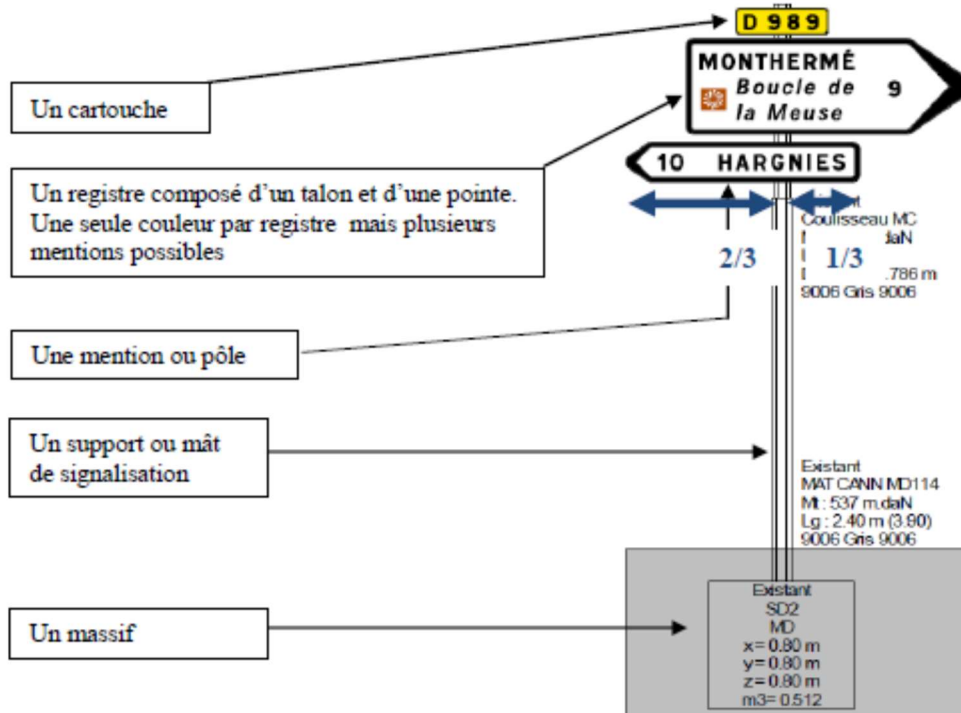 D 989
MONTHERMÉ
Boucle de
la Meuse
9
10 HARGNIES
Un cartouche
Un registre composé d’un talon et d’une pointe.
Une seule couleur par registre mais plusieurs
mentions possibles
2/3
1/3
Coulisseau MC
daN
.786 m
9006 Gris 9006
Une mention ou pôle
Un support ou mât
de signalisation
Existant
MAT CANN MD114
Mt : 537 m.daN
Lg : 2.40 m (3.90)
9006 Gris 9006
Un massif
Existant
SD2
MD
x= 0.80 m
y= 0.80 m
z= 0.80 m
m3= 0.512